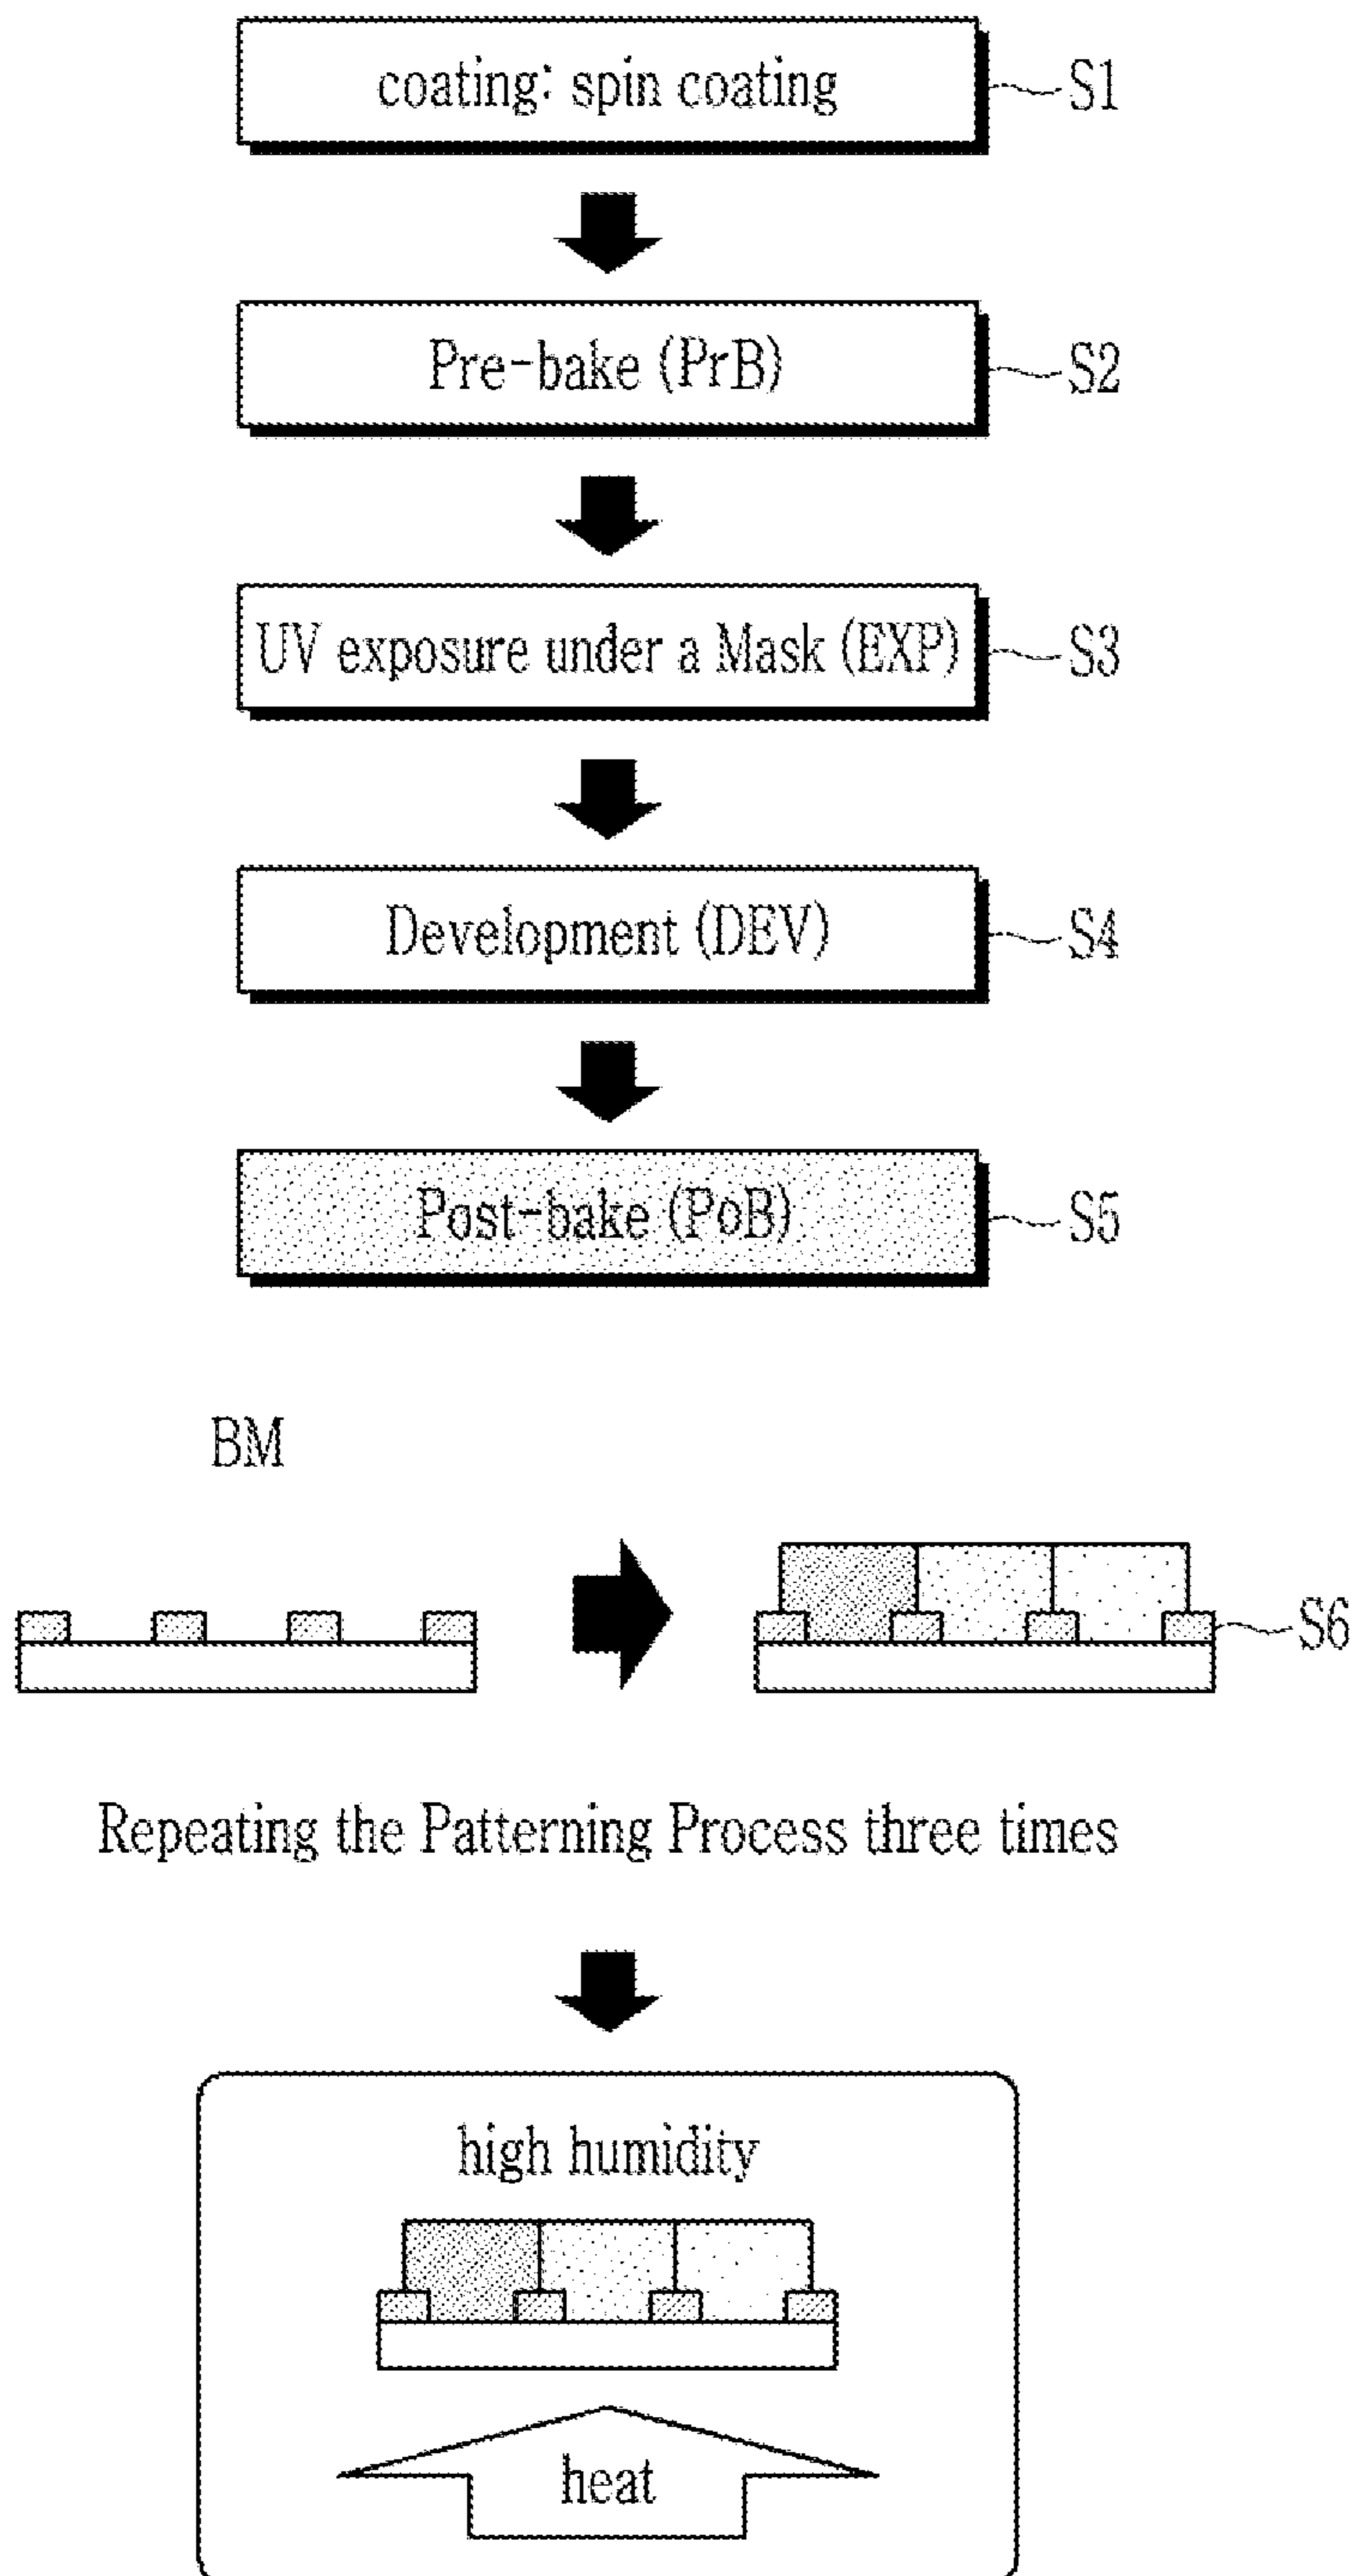 coating: spin coating
S1
Pre-bake (PrB)
S2
UV exposure under a Mask (EXP)
S3
Development (DEV)
S4
Post-bake (PoB)
S5
BM
S6
Repeating the Patterning Process three times
high humidity
heat